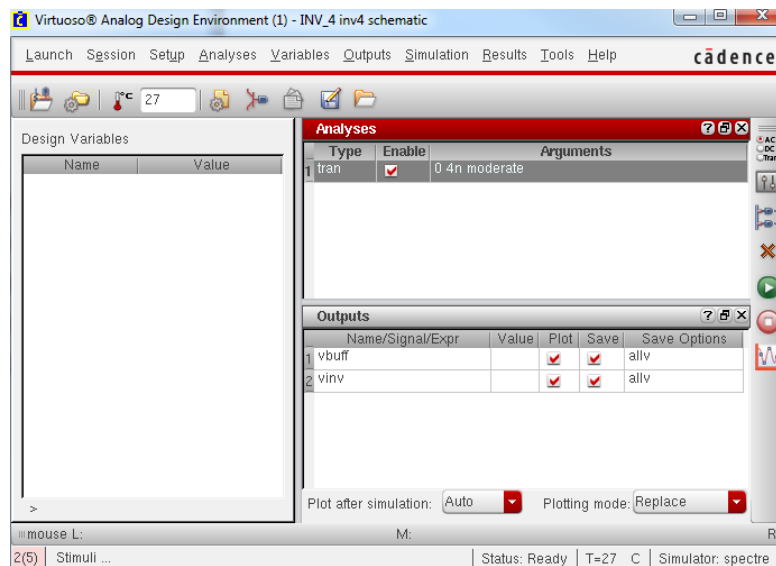 Virtuoso® Analog Design Environment (1) - INV_4 inv4 schematic
Launch Session Setup Analyses Variables Outputs Simulation Results Tools Help cādence
°C 27
Design Variables
Name Value
>
Analyses
Type Enable Arguments
1 tran 0 4n moderate
AC
DC
Tran
Outputs
Name/Signal/Expr Value Plot Save Save Options
1 vbuff allv
2 vinv allv
Plot after simulation: Auto Plotting mode: Replace
mouse L: M: R
2(5) Stimuli ... Status: Ready T=27 C Simulator: spectre